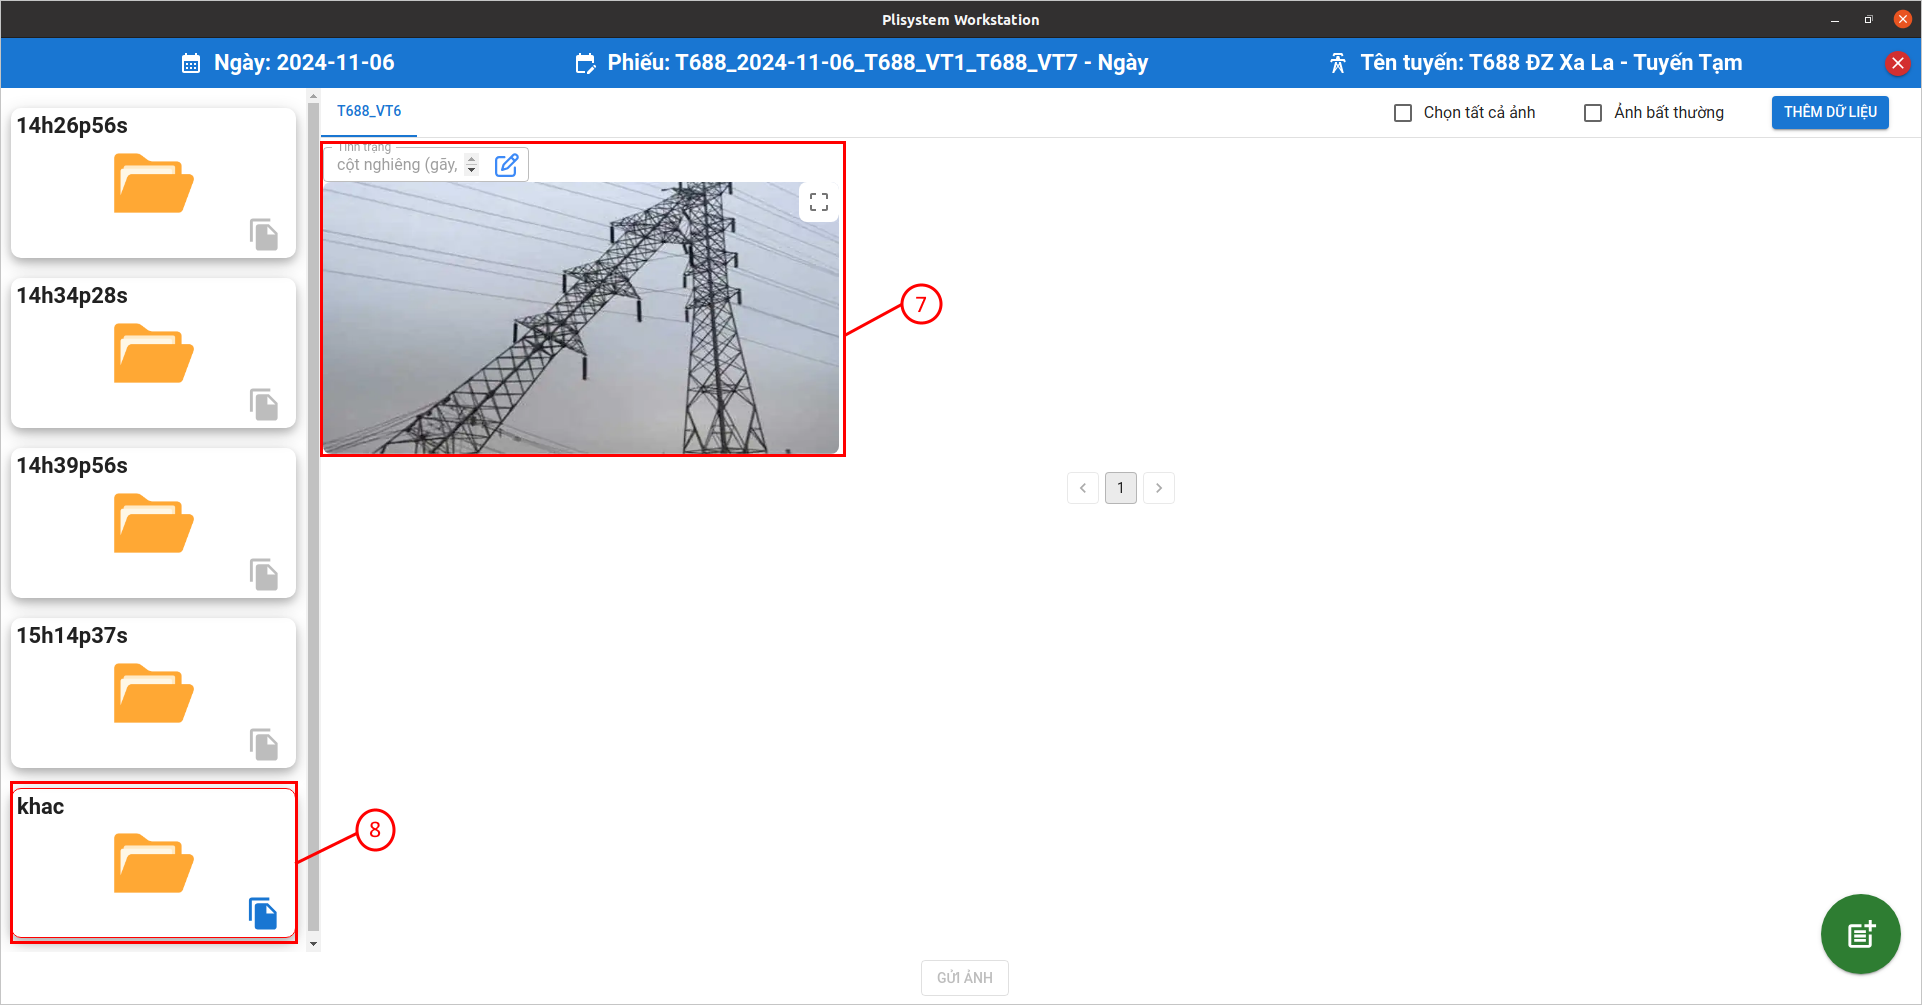 Plisystem Workstation
Ngày: 2024-11-06
Phiếu: T688_2024-11-06_T688_VT1_T688_VT7 - Ngày
Tên tuyến: T688 ĐZ Xa La - Tuyến Tạm
14h26p56s
14h34p28s
14h39p56s
15h14p37s
khac
8
T688_VT6
Chọn tất cả ảnh
Ảnh bất thường
THÊM DỮ LIỆU
Tình trạng
cột nghiêng (gãy,
7
1
GỬI ẢNH